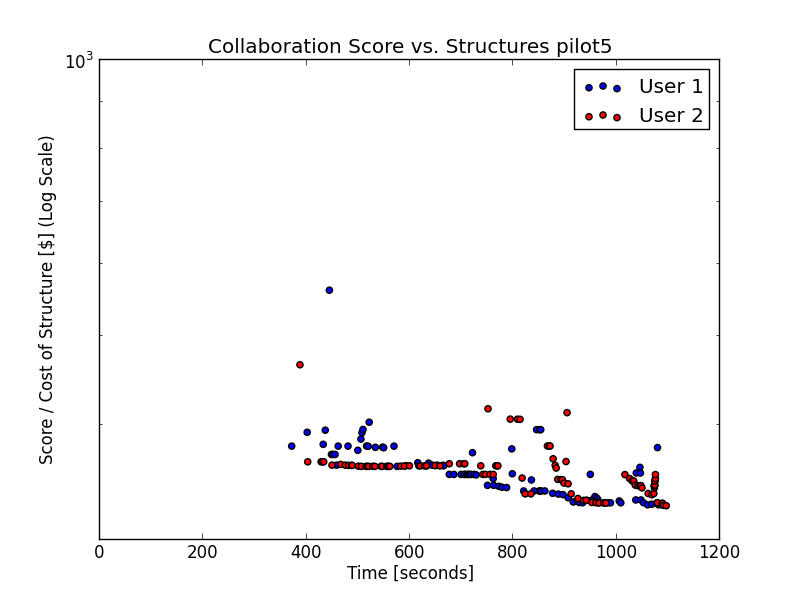 Collaboration Score vs. Structures pilot5
10³
User 1
User 2
Score / Cost of Structure [$] (Log Scale)
0 200 400 600 800 1000 1200
Time [seconds]